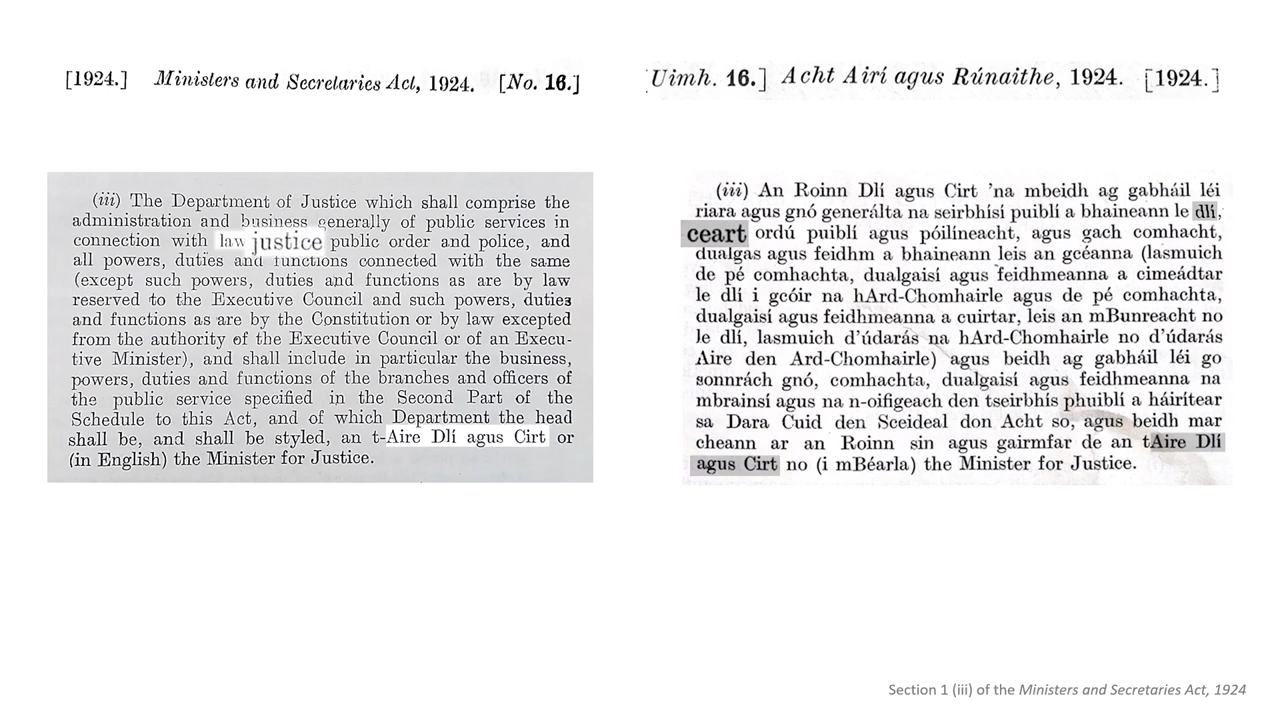 [1924.] Ministers and Secretaries Act, 1924. [No. 16.]
(iii) The Department of Justice which shall comprise the
administration and business generally of public services in
connection with law justice public order and police, and
all powers, duties and functions connected with the same
(except such powers, duties and functions as are by law
reserved to the Executive Council and such powers, duties
and functions as are by the Constitution or by law excepted
from the authority of the Executive Council or of an Execu-
tive Minister), and shall include in particular the business,
powers, duties and functions of the branches and officers of
the public service specified in the Second Part of the
Schedule to this Act, and of which Department the head
shall be, and shall be styled, an t-Aire Dlí agus Cirt or
(in English) the Minister for Justice.
Uimh. 16.] Acht Airí agus Rúnaithe, 1924. [1924.]
(iii) An Roinn Dlí agus Cirt 'na mbeidh ag gabháil léi
riara agus gnó generálta na seirbhísí puiblí a bhaineann le dlí,
ceart ordú puiblí agus póilíneacht, agus gach comhacht,
dualgas agus feidhm a bhaineann leis an gcéanna (lasmuich
de pé comhachta, dualgaisí agus feidhmeanna a cimeádtar
le dlí i gcóir na hArd-Chomhairle agus de pé comhachta,
dualgaisí agus feidhmeanna a cuirtar, leis an mBunreacht no
le dlí, lasmuich d'údarás na hArd-Chomhairle no d'údarás
Aire den Ard-Chomhairle) agus beidh ag gabháil léi go
sonnrách gnó, comhachta, dualgaisí agus feidhmeanna na
mbrainsí agus na n-oifigeach den tseirbhís phuiblí a háirítear
sa Dara Cuid den Sceideal don Acht so, agus beidh mar
cheann ar an Roinn sin agus gairmfar de an tAire Dlí
agus Cirt no (i mBéarla) the Minister for Justice.
Section 1 (iii) of the Ministers and Secretaries Act, 1924